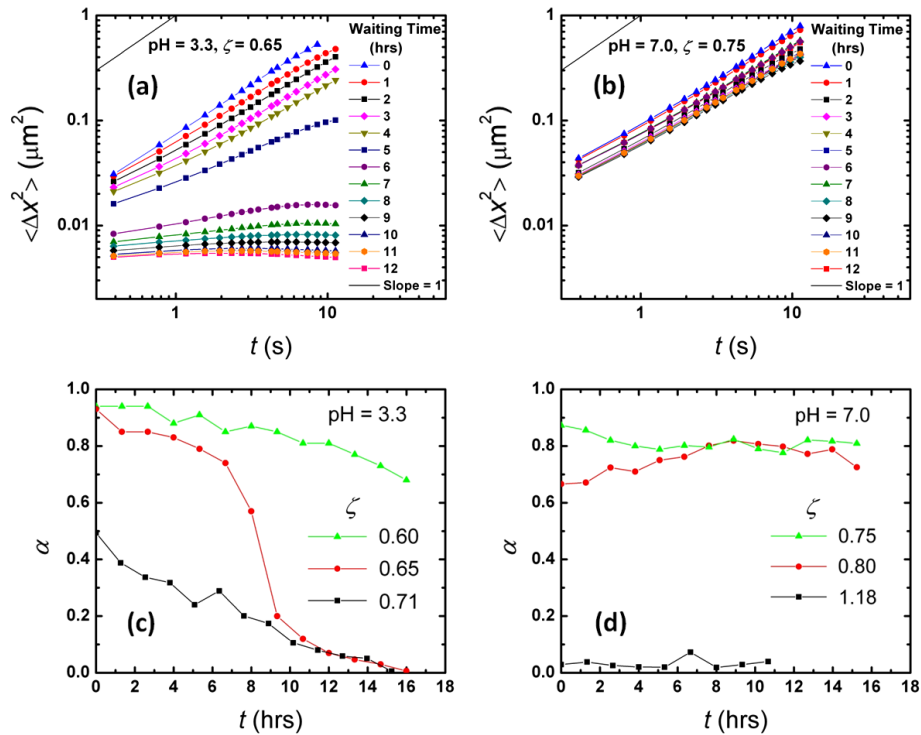 1
0.1
0.01
<Δx²> (μm²)
1
10
t (s)
pH = 3.3, ζ = 0.65
(a)
Waiting Time
(hrs)
0
1
2
3
4
5
6
7
8
9
10
11
12
Slope = 1
1
0.1
0.01
<Δx²> (μm²)
1
10
t (s)
pH = 7.0, ζ = 0.75
(b)
Waiting Time
(hrs)
0
1
2
3
4
5
6
7
8
9
10
11
12
Slope = 1
1.0
0.8
0.6
0.4
0.2
0.0
α
0 2 4 6 8 10 12 14 16 18
t (hrs)
pH = 3.3
ζ
0.60
0.65
0.71
(c)
1.0
0.8
0.6
0.4
0.2
0.0
α
0 2 4 6 8 10 12 14 16 18
t (hrs)
pH = 7.0
ζ
0.75
0.80
1.18
(d)